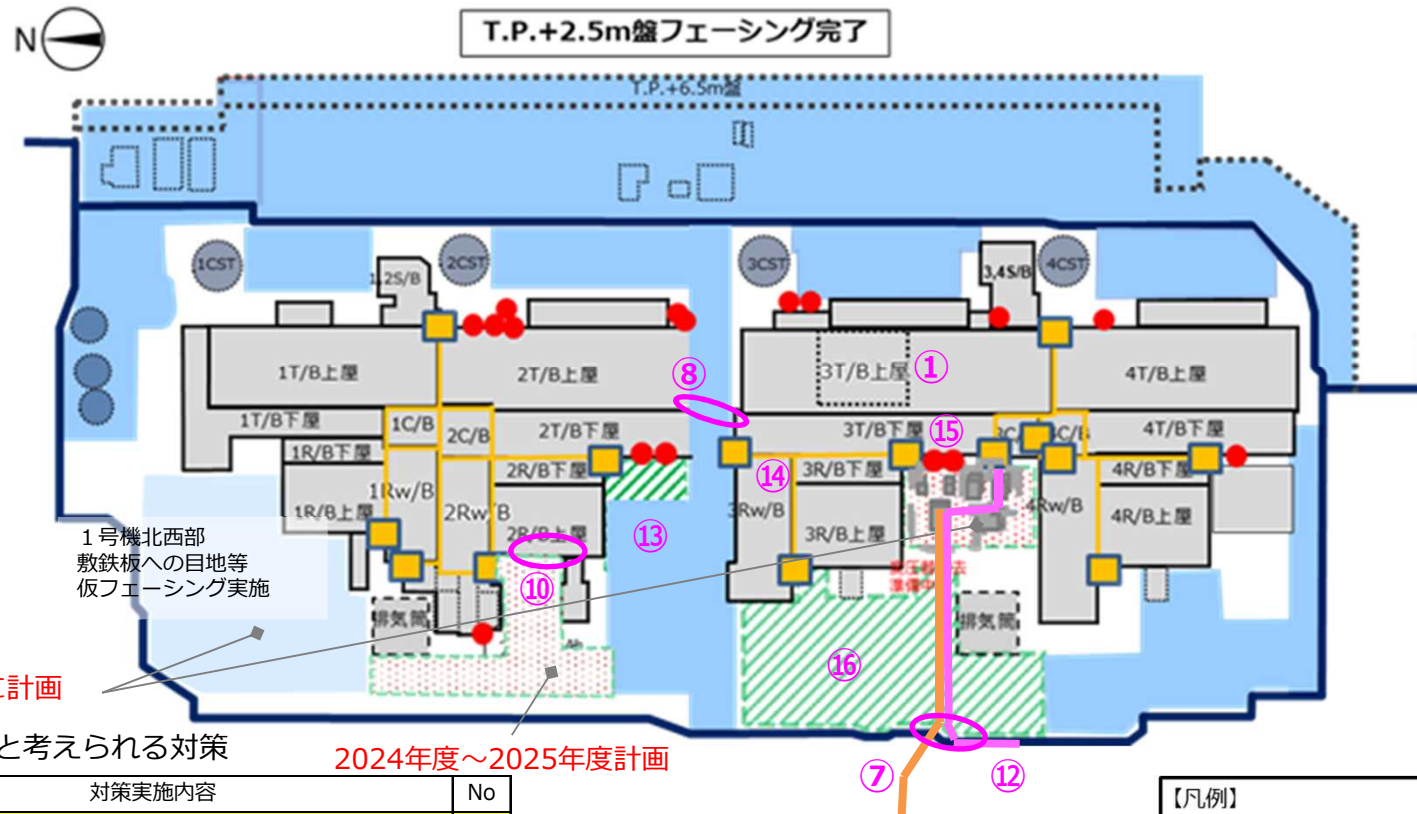 N
T.P.+2.5m盤フェーシング完了
T.P.+6.5m盤
1CST
2CST
3CST
4CST
1,2S/B
3,4S/B
1T/B上屋
2T/B上屋
3T/B上屋
①
4T/B上屋
⑧
1T/B下屋
1C/B
2C/B
2T/B下屋
3T/B下屋
⑮
4T/B下屋
1R/B下屋
2R/B下屋
⑭
3R/B下屋
4R/B下屋
1Rw/B
2Rw/B
3Rw/B
4Rw/B
1R/B上屋
2R/B上屋
3R/B上屋
4R/B上屋
⑬
1号機北西部
敷鉄板への目地等
仮フェーシング実施
準備中
⑩
排気筒
排気筒
⑯
計画
と考えられる対策
2024年度~2025年度計画
⑦
⑫
対策実施内容
No
【凡例】